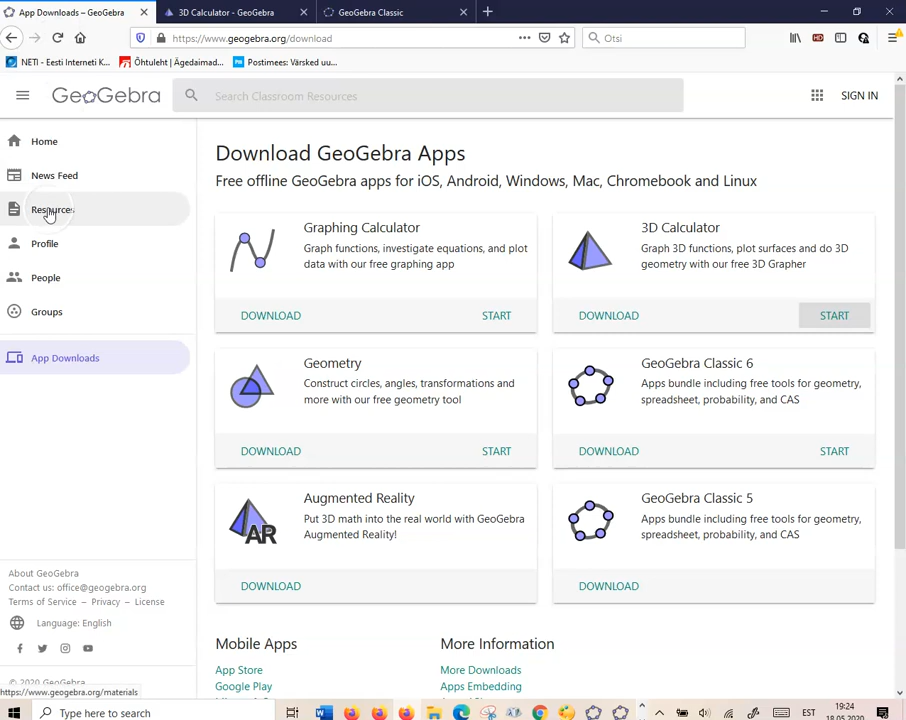 App Downloads – GeoGebra
3D Calculator - GeoGebra
GeoGebra Classic
https://www.geogebra.org/download
Otsi
NETI - Eesti Interneti K...
Õhtuleht | Ägedaimad...
Postimees: Värsked uu...
GeoGebra
Search Classroom Resources
SIGN IN
Home
News Feed
Resources
Profile
People
Groups
App Downloads
Download GeoGebra Apps
Free offline GeoGebra apps for iOS, Android, Windows, Mac, Chromebook and Linux
Graphing Calculator
Graph functions, investigate equations, and plot
data with our free graphing app
DOWNLOAD
START
3D Calculator
Graph 3D functions, plot surfaces and do 3D
geometry with our free 3D Grapher
DOWNLOAD
START
Geometry
Construct circles, angles, transformations and
more with our free geometry tool
DOWNLOAD
START
GeoGebra Classic 6
Apps bundle including free tools for geometry,
spreadsheet, probability, and CAS
DOWNLOAD
START
AR
Augmented Reality
Put 3D math into the real world with GeoGebra
Augmented Reality!
DOWNLOAD
GeoGebra Classic 5
Apps bundle including free tools for geometry,
spreadsheet, probability, and CAS
DOWNLOAD
Mobile Apps
App Store
Google Play
More Information
More Downloads
Apps Embedding
About GeoGebra
Contact us: office@geogebra.org
Terms of Service – Privacy – License
Language: English
© 2020 GeoGebra
https://www.geogebra.org/materials
Type here to search
EST
19:24
18.05.2020